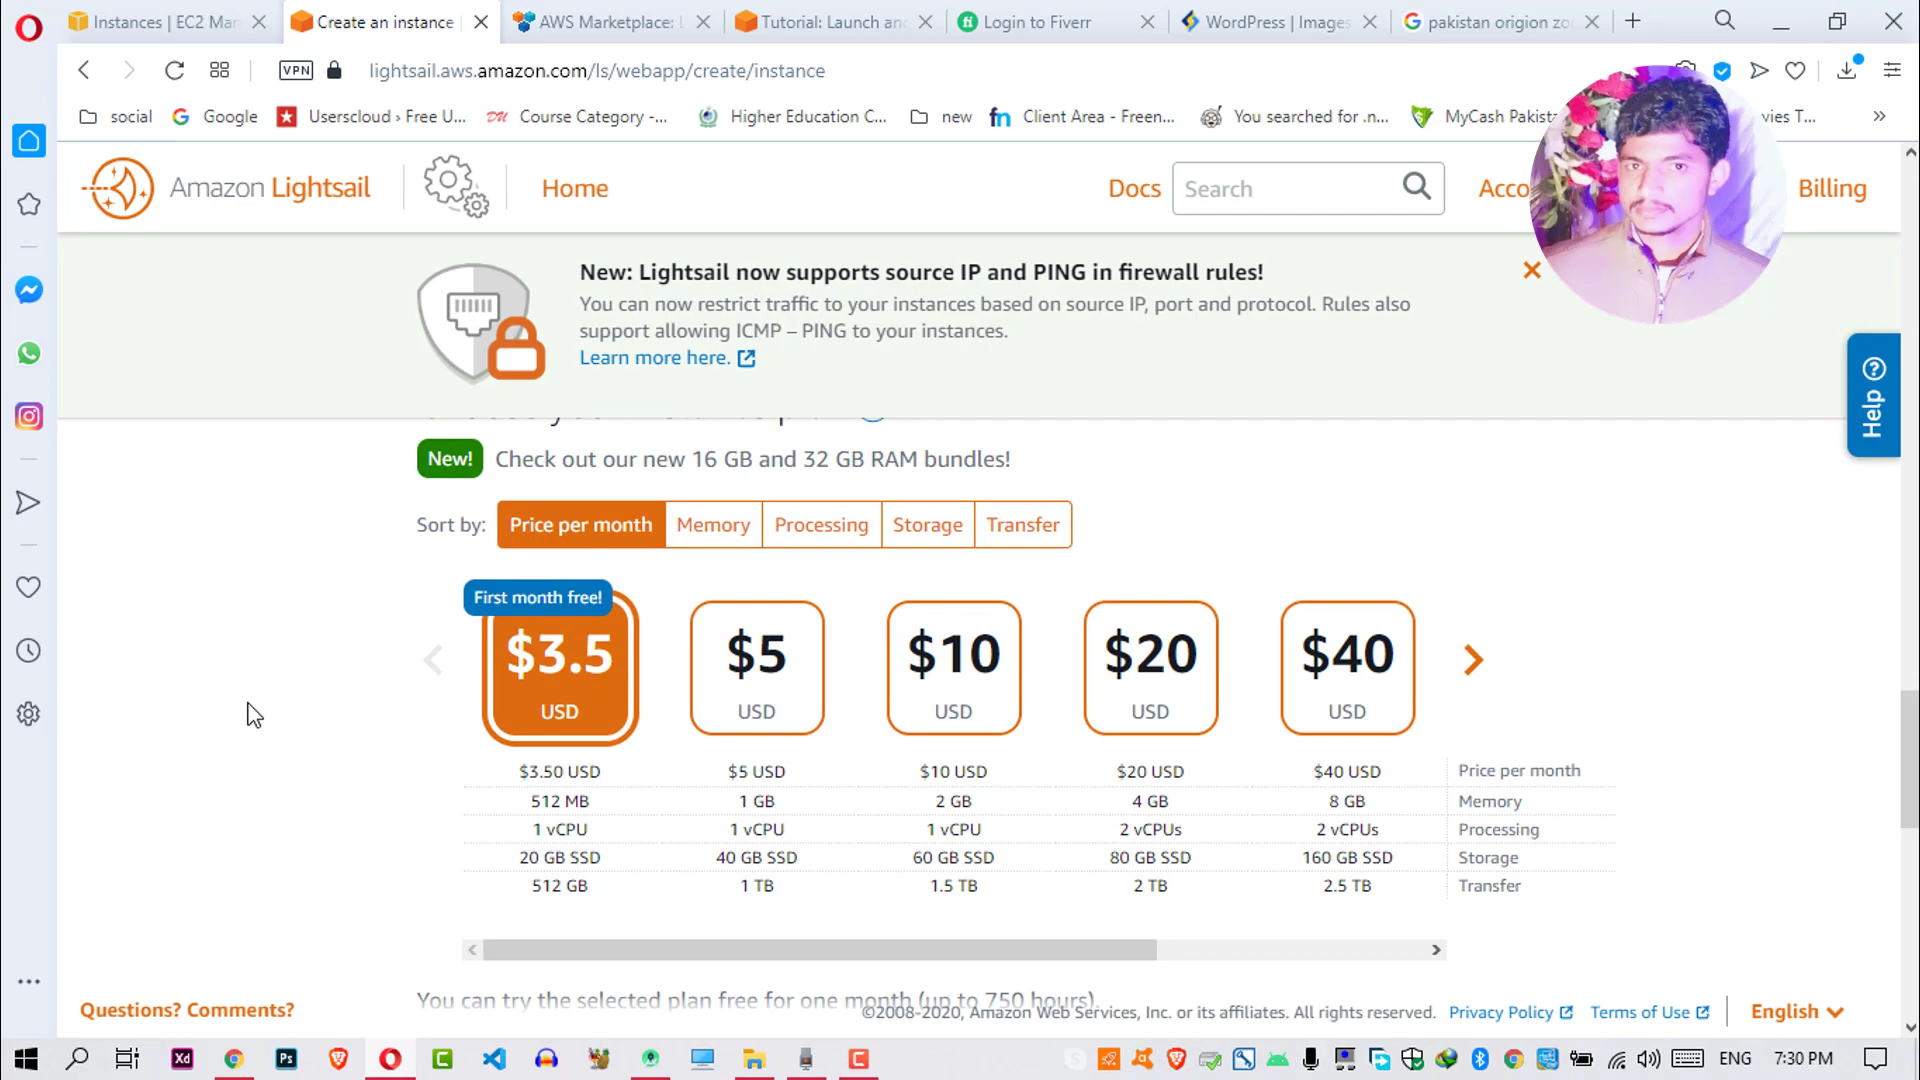 Instances | EC2 Man
Create an instance
AWS Marketplace:
Tutorial: Launch an
Login to Fiverr
WordPress | Images
pakistan origion zo
VPN
lightsail.aws.amazon.com/ls/webapp/create/instance
social
Google
Userscloud › Free U...
DU
Course Category -...
Higher Education C...
new
fn
Client Area - Freen...
You searched for .n...
MyCash Pakist
vies T...
Amazon Lightsail
Home
Docs
Search
Acco
Billing
New: Lightsail now supports source IP and PING in firewall rules!
You can now restrict traffic to your instances based on source IP, port and protocol. Rules also
support allowing ICMP – PING to your instances.
Learn more here.
Help
New! Check out our new 16 GB and 32 GB RAM bundles!
Sort by: Price per month Memory Processing Storage Transfer
First month free!
$3.5 $5 $10 $20 $40
USD USD USD USD USD
$3.50 USD $5 USD $10 USD $20 USD $40 USD Price per month
512 MB 1 GB 2 GB 4 GB 8 GB Memory
1 vCPU 1 vCPU 1 vCPU 2 vCPUs 2 vCPUs Processing
20 GB SSD 40 GB SSD 60 GB SSD 80 GB SSD 160 GB SSD Storage
512 GB 1 TB 1.5 TB 2 TB 2.5 TB Transfer
You can try the selected plan free for one month (up to 750 hours).
Questions? Comments?
©2008-2020, Amazon Web Services, Inc. or its affiliates. All rights reserved. Privacy Policy Terms of Use
English
Xd
Ps
ENG
7:30 PM